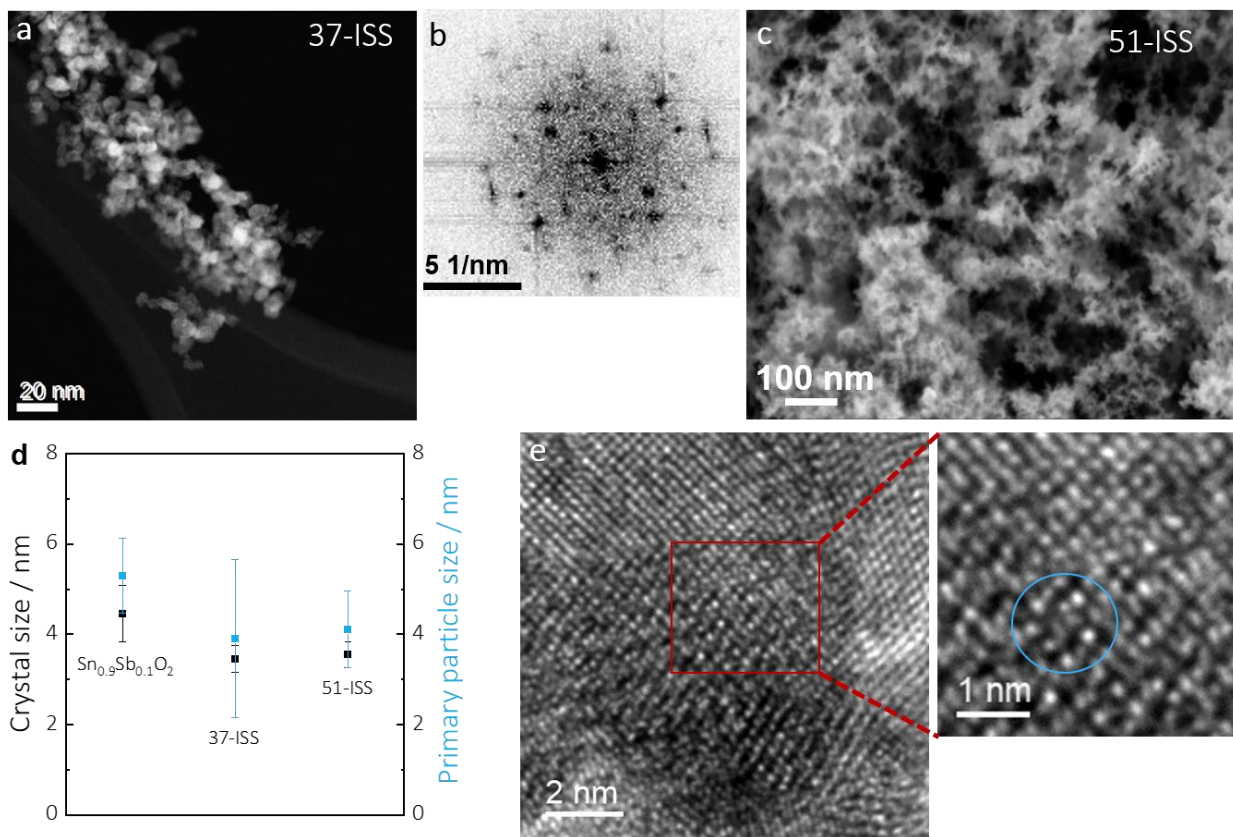 a
37-ISS
20 nm
b
5 1/nm
c
51-ISS
100 nm
d
8
6
4
2
0
Crystal size / nm
Sn₀.₉Sb₀.₁O₂
37-ISS
51-ISS
8
6
4
2
0
Primary particle size / nm
e
2 nm
1 nm